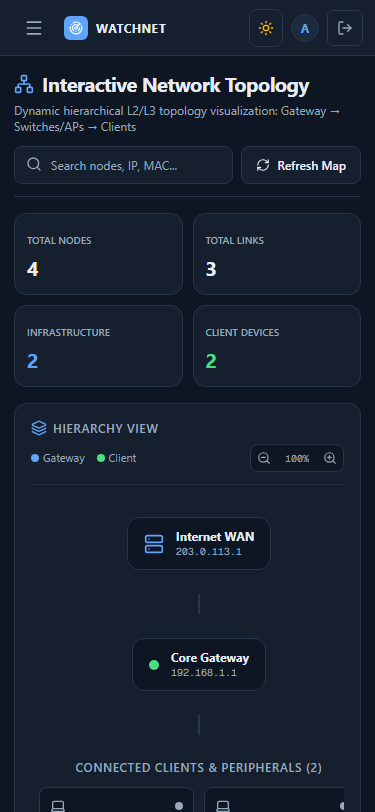 WATCHNET
A
Interactive Network Topology
Dynamic hierarchical L2/L3 topology visualization: Gateway →
Switches/APs → Clients
Search nodes, IP, MAC...
Refresh Map
TOTAL NODES
4
TOTAL LINKS
3
INFRASTRUCTURE
2
CLIENT DEVICES
2
HIERARCHY VIEW
Gateway
Client
100%
Internet WAN
203.0.113.1
Core Gateway
192.168.1.1
CONNECTED CLIENTS & PERIPHERALS (2)